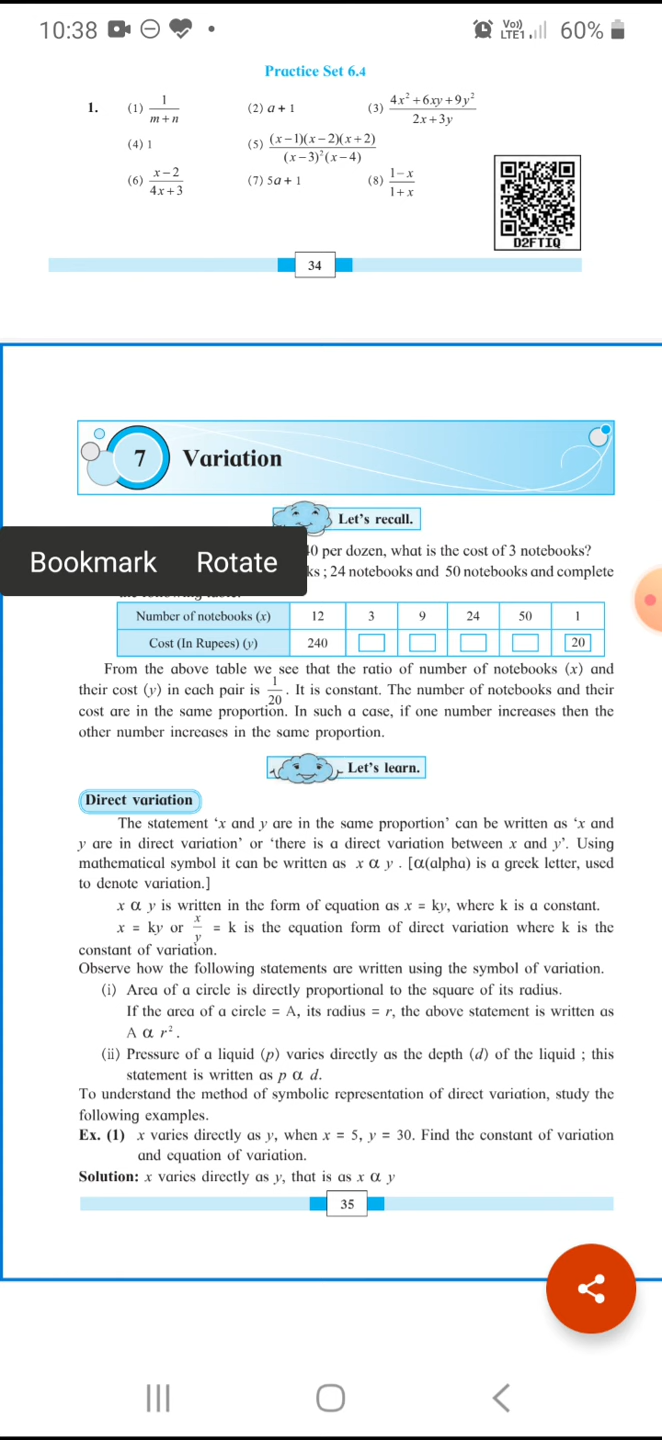 10:38
Vo)) LTE1 60%
Practice Set 6.4
1. (1) 1/(m + n) (2) a + 1 (3) (4x² + 6xy + 9y²)/(2x + 3y)
(4) 1 (5) (x − 1)(x − 2)(x + 2)/((x − 3)²(x − 4))
(6) (x − 2)/(4x + 3) (7) 5a + 1 (8) (1 − x)/(1 + x)
D2FTIQ
34
7 Variation
Let's recall.
0 per dozen, what is the cost of 3 notebooks?
Bookmark Rotate
ks ; 24 notebooks and 50 notebooks and complete
Number of notebooks (x) 12 3 9 24 50 1
Cost (In Rupees) (y) 240 20
From the above table we see that the ratio of number of notebooks (x) and
their cost (y) in each pair is 1/20 . It is constant. The number of notebooks and their
cost are in the same proportion. In such a case, if one number increases then the
other number increases in the same proportion.
Let's learn.
Direct variation
The statement 'x and y are in the same proportion' can be written as 'x and
y are in direct variation' or 'there is a direct variation between x and y'. Using
mathematical symbol it can be written as x α y . [α(alpha) is a greek letter, used
to denote variation.]
x α y is written in the form of equation as x = ky, where k is a constant.
x = ky or x/y = k is the equation form of direct variation where k is the
constant of variation.
Observe how the following statements are written using the symbol of variation.
(i) Area of a circle is directly proportional to the square of its radius.
If the area of a circle = A, its radius = r, the above statement is written as
A α r² .
(ii) Pressure of a liquid (p) varies directly as the depth (d) of the liquid ; this
statement is written as p α d.
To understand the method of symbolic representation of direct variation, study the
following examples.
Ex. (1) x varies directly as y, when x = 5, y = 30. Find the constant of variation
and equation of variation.
Solution: x varies directly as y, that is as x α y
35